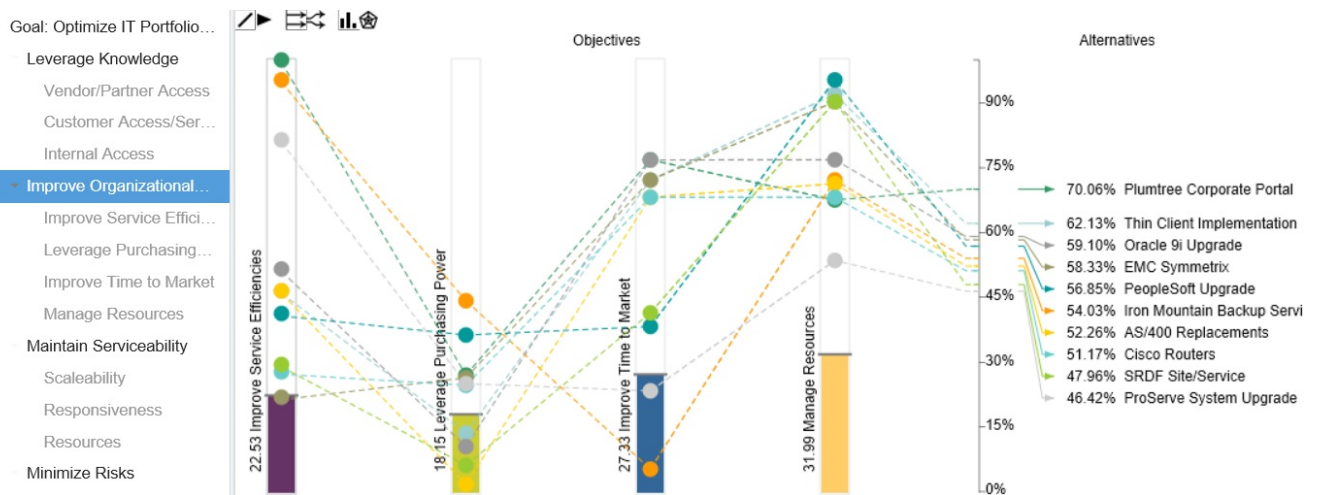 Goal: Optimize IT Portfolio...
Leverage Knowledge
Vendor/Partner Access
Customer Access/Ser...
Internal Access
Improve Organizational...
Improve Service Effici...
Leverage Purchasing...
Improve Time to Market
Manage Resources
Maintain Serviceability
Scaleability
Responsiveness
Resources
Minimize Risks
Objectives
Alternatives
22.53 Improve Service Efficiencies
18.15 Leverage Purchasing Power
27.33 Improve Time to Market
31.99 Manage Resources
90%
75%
60%
45%
30%
15%
0%
70.06% Plumtree Corporate Portal
62.13% Thin Client Implementation
59.10% Oracle 9i Upgrade
58.33% EMC Symmetrix
56.85% PeopleSoft Upgrade
54.03% Iron Mountain Backup Servi
52.26% AS/400 Replacements
51.17% Cisco Routers
47.96% SRDF Site/Service
46.42% ProServe System Upgrade